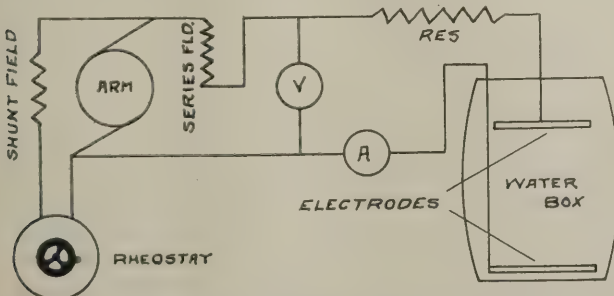 SHUNT FIELD
ARM
SERIES FLD.
V
RES
A
ELECTRODES
WATER
BOX
RHEOSTAT